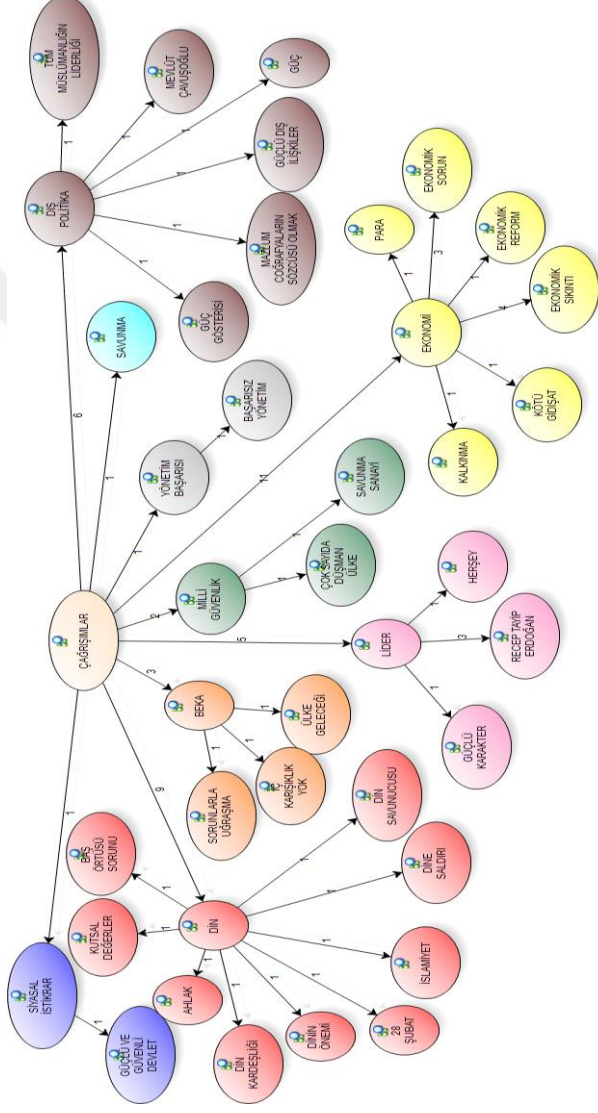 ÇAĞRIŞIMLAR
1
SİYASAL
İSTİKRAR
1
GÜÇLÜ VE
GÜVENLİ
DEVLET
9
DİN
1
BAŞ
ÖRTÜSÜ
SORUNU
1
KUTSAL
DEĞERLER
1
AHLAK
1
DİN
KARDEŞLİĞİ
1
DİNİN
ÖNEMİ
1
28
ŞUBAT
1
İSLAMİYET
1
DİNE
SALDIRI
1
DİN
SAVUNUCUSU
3
BEKA
1
SORUNLARLA
UĞRAŞMA
1
İÇ
KARIŞIKLIK
YOK
1
ÜLKE
GELECEĞİ
5
LİDER
1
GÜÇLÜ
KARAKTER
3
RECEP TAYİP
ERDOĞAN
1
HERŞEY
2
MİLLİ
GÜVENLİK
1
ÇOK SAYIDA
DÜŞMAN
ÜLKE
1
SAVUNMA
SANAYİ
1
YÖNETİM
BAŞARISI
1
BAŞARISIZ
YÖNETİM
11
EKONOMİ
1
KALKINMA
1
KÖTÜ
GİDİŞAT
4
EKONOMİK
SIKINTI
1
EKONOMİK
REFORM
3
EKONOMİK
SORUN
1
PARA
1
SAVUNMA
6
DIŞ
POLİTİKA
1
GÜÇ
GÖSTERİSİ
1
MAZLUM
COĞRAFYALARIN
SÖZCÜSÜ OLMAK
1
GÜÇLÜ DIŞ
İLİŞKİLER
1
GÜÇ
1
MEVLÜT
ÇAVUŞOĞLU
1
TÜM
MÜSLÜMANLIĞIN
LİDERLİĞİ